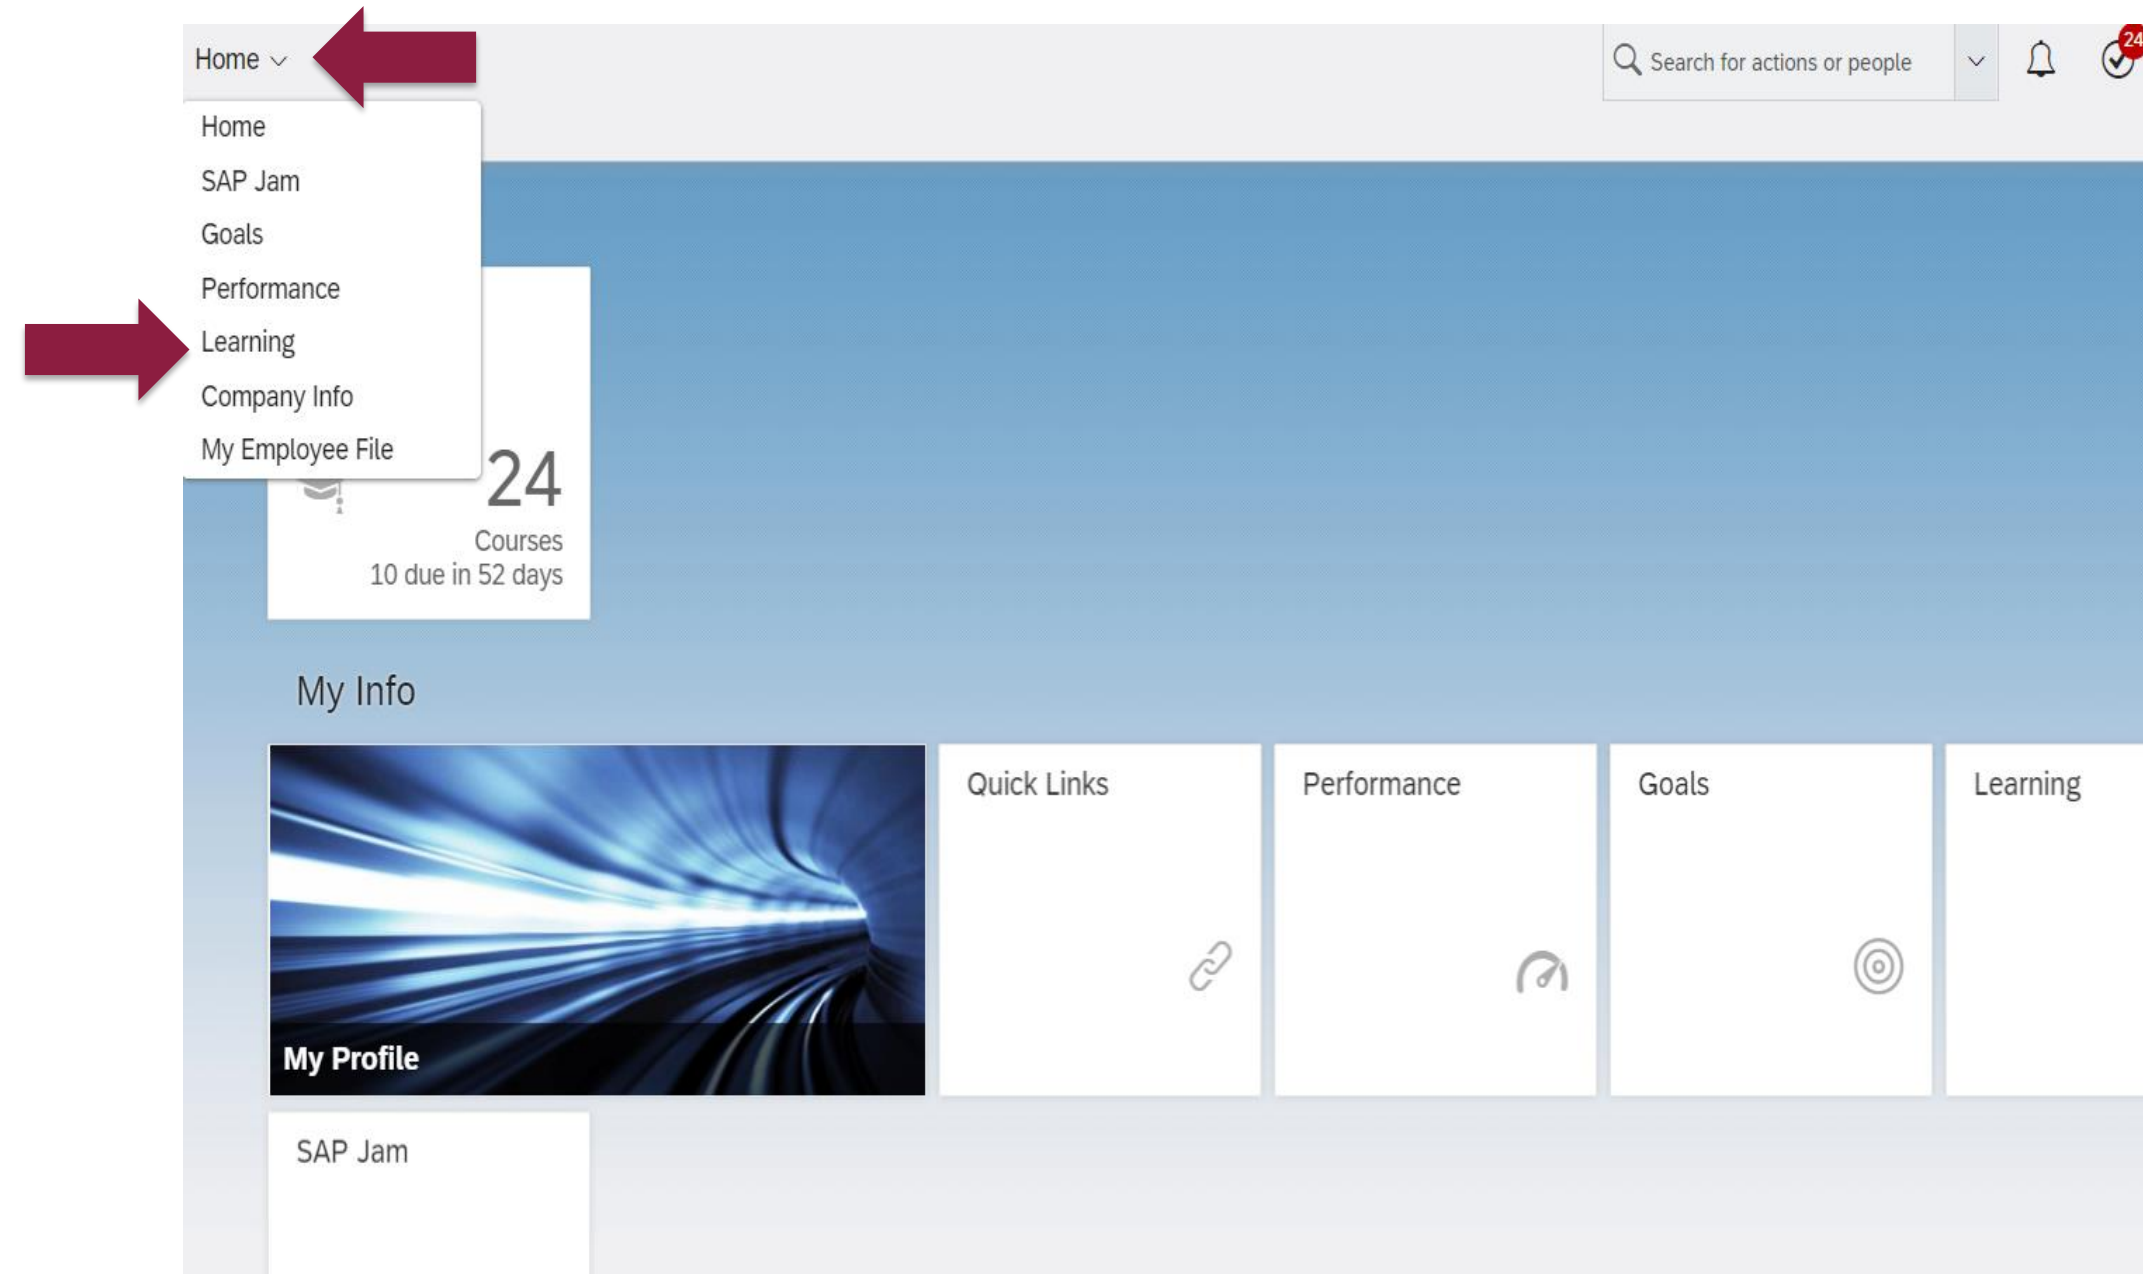 Home
Search for actions or people
24
Home
SAP Jam
Goals
Performance
Learning
Company Info
My Employee File
24
Courses
10 due in 52 days
My Info
My Profile
Quick Links
Performance
Goals
Learning
SAP Jam